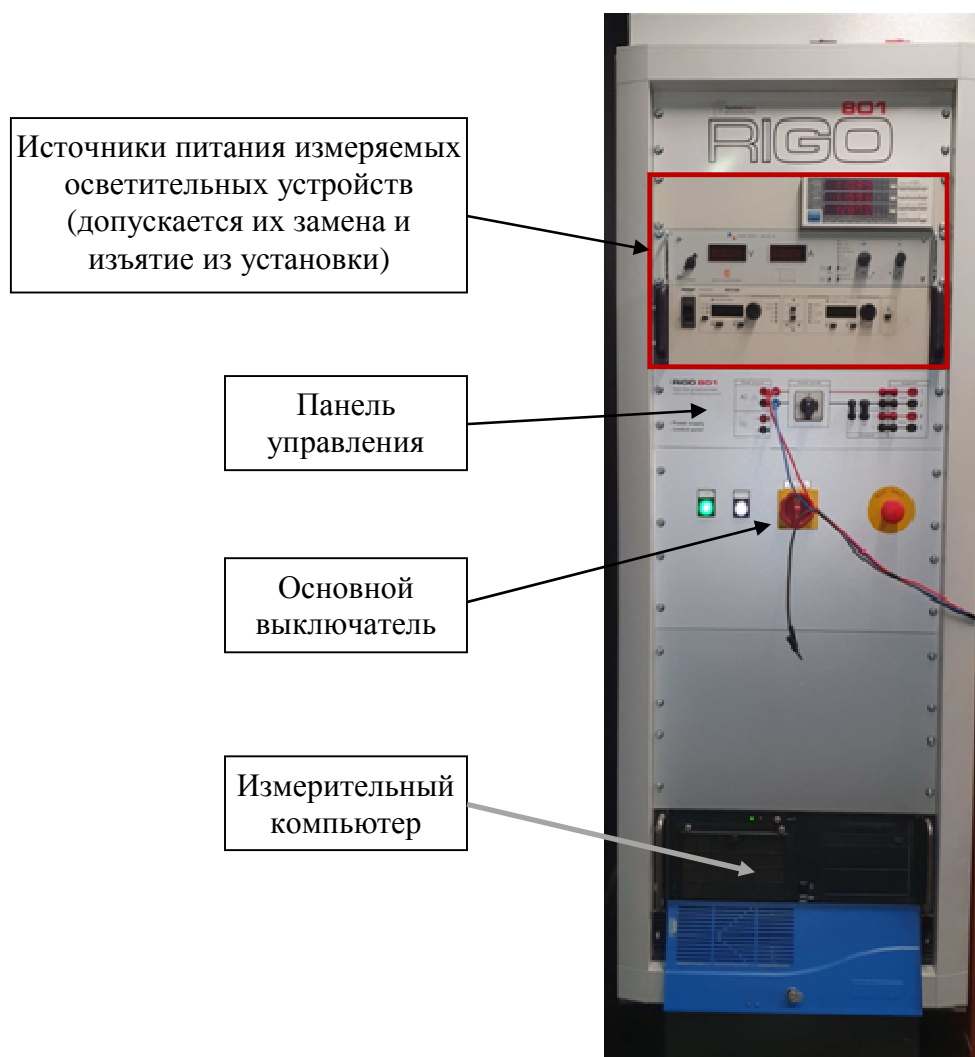 801
RIGO
Источники питания измеряемых
осветительных устройств
(допускается их замена и
изъятие из установки)
V
A
RIGO 801
Панель
управления
Основной
выключатель
Измерительный
компьютер